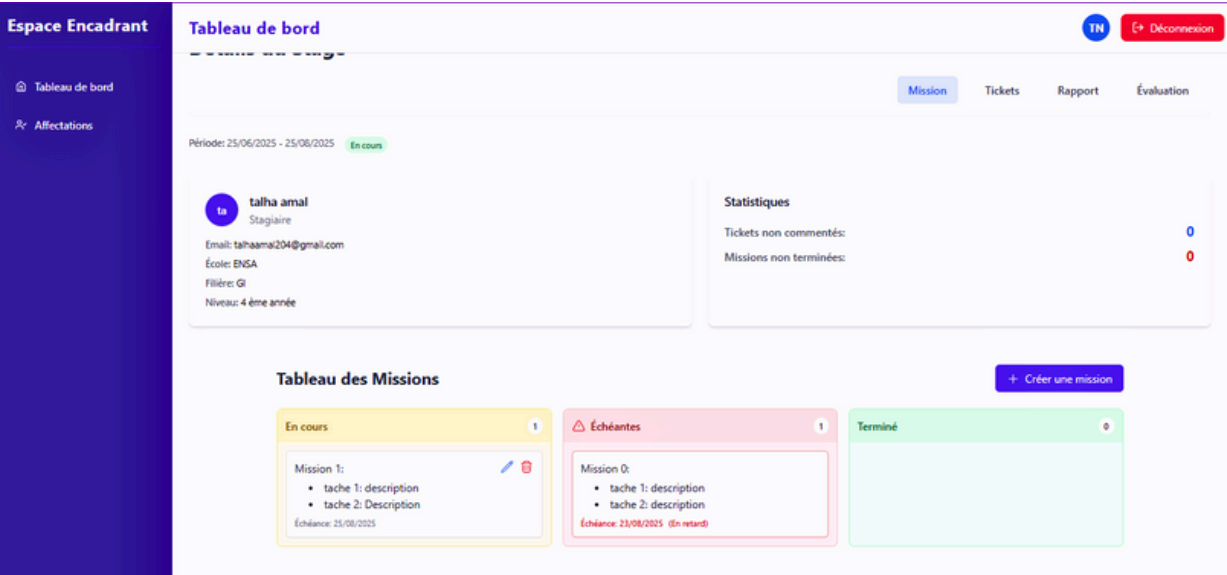 Espace Encadrant
Tableau de bord
TN
Déconnexion
Détails du Stage
Tableau de bord
Affectations
Mission
Tickets
Rapport
Évaluation
Période: 25/06/2025 - 25/08/2025
En cours
ta
talha amal
Stagiaire
Email: talhaamal204@gmail.com
École: ENSA
Filière: GI
Niveau: 4 ème année
Statistiques
Tickets non commentés: 0
Missions non terminées: 0
Tableau des Missions
+ Créer une mission
En cours 1
Mission 1:
• tache 1: description
• tache 2: Description
Échéance: 25/08/2025
Échéantes 1
Mission 0:
• tache 1: description
• tache 2: description
Échéance: 23/08/2025 (En retard)
Terminé 0